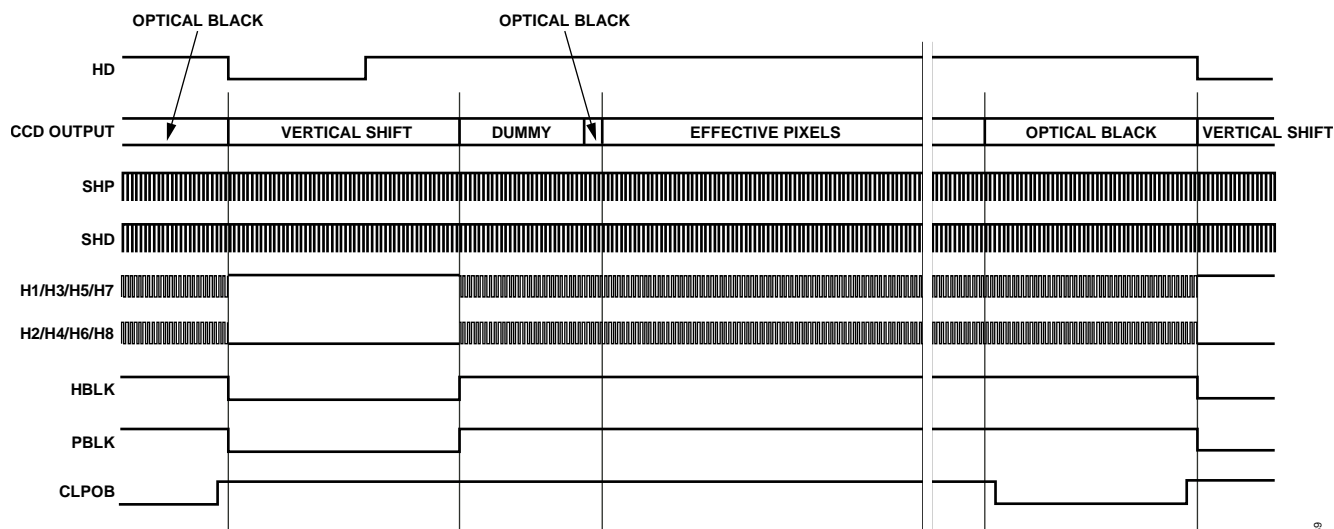 OPTICAL BLACK
OPTICAL BLACK
HD
CCD OUTPUT
VERTICAL SHIFT
DUMMY
EFFECTIVE PIXELS
OPTICAL BLACK
VERTICAL SHIFT
SHP
SHD
H1/H3/H5/H7
H2/H4/H6/H8
HBLK
PBLK
CLPOB